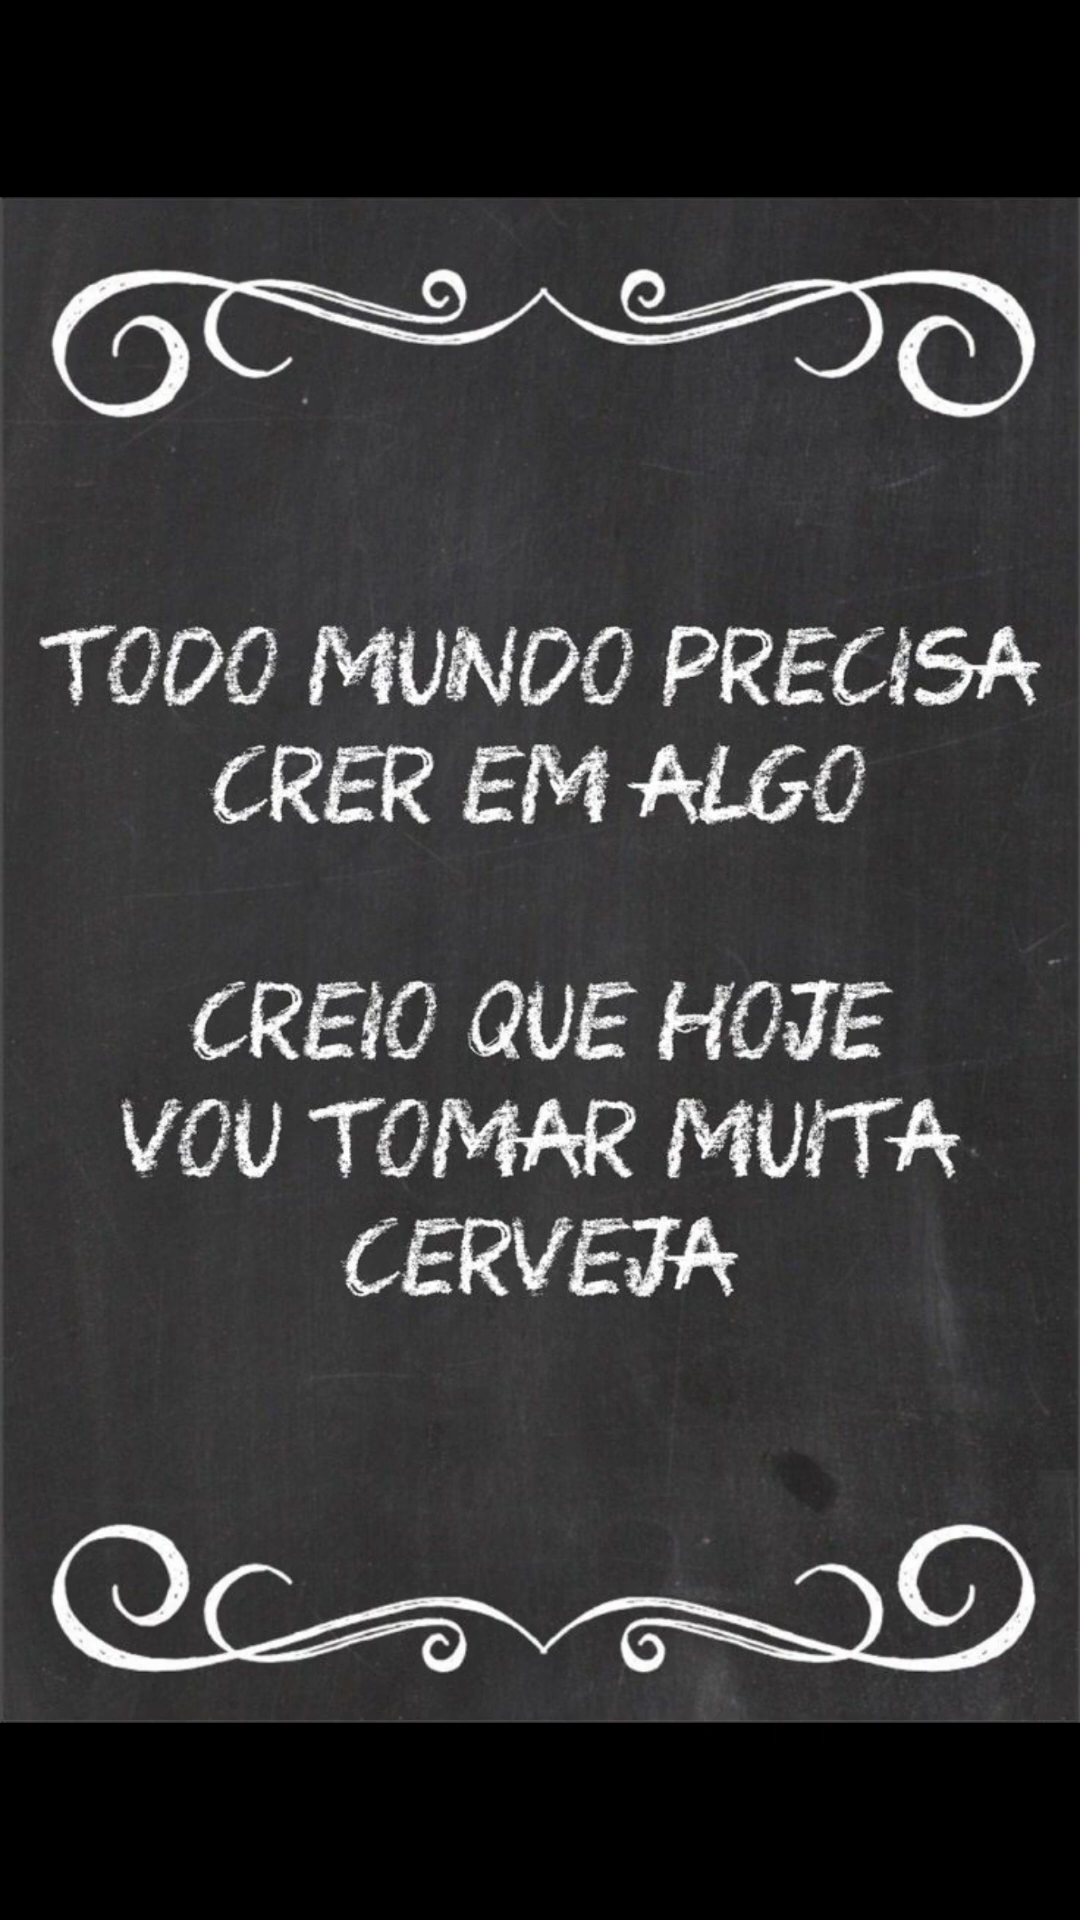 TODO MUNDO PRECISA
CRER EM ALGO
CREIO QUE HOJE
VOU TOMAR MUITA
CERVEJA